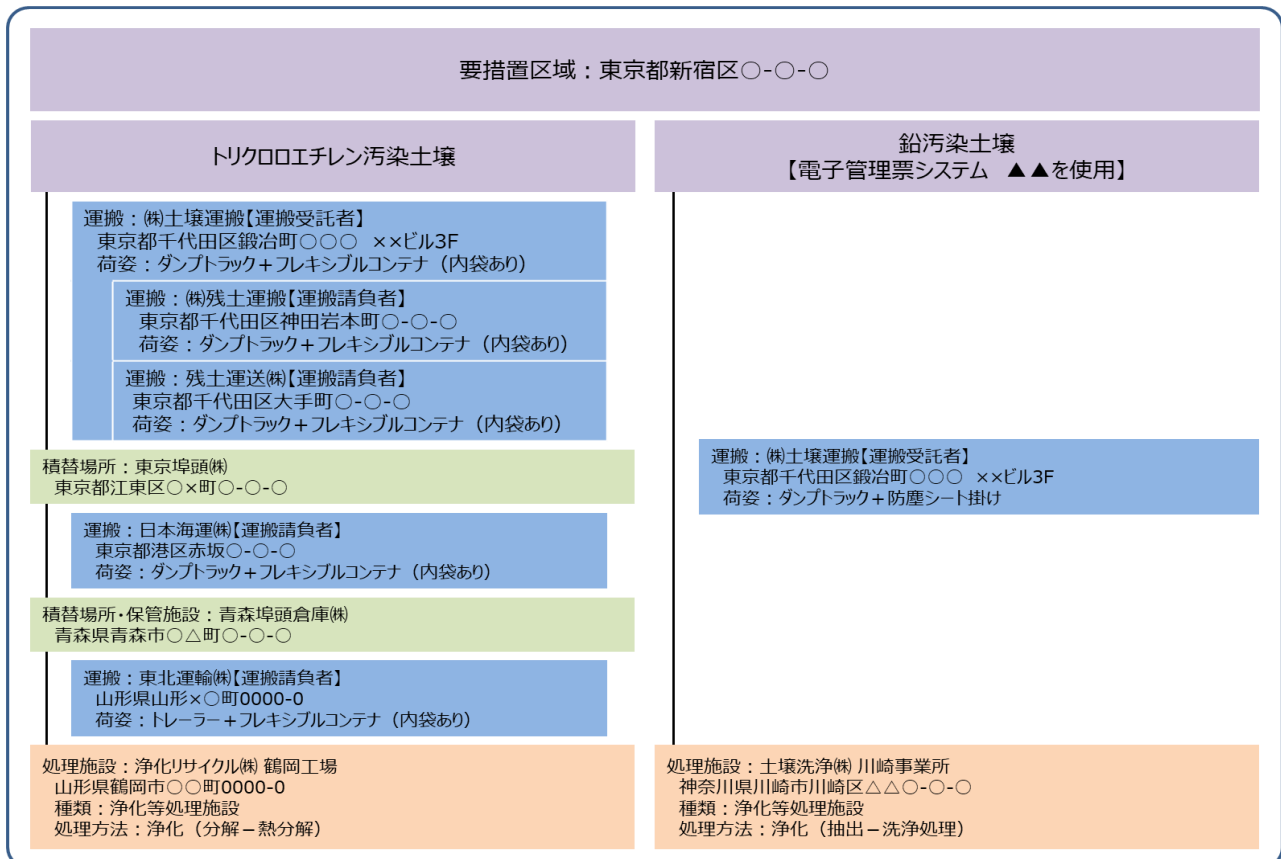 要措置区域：東京都新宿区○-○-○
トリクロロエチレン汚染土壌
運搬：㈱土壌運搬【運搬受託者】
東京都千代田区鍛冶町○○○ ××ビル3F
荷姿：ダンプトラック＋フレキシブルコンテナ（内袋あり）
運搬：㈱残土運搬【運搬請負者】
東京都千代田区神田岩本町○-○-○
荷姿：ダンプトラック＋フレキシブルコンテナ（内袋あり）
運搬：残土運送㈱【運搬請負者】
東京都千代田区大手町○-○-○
荷姿：ダンプトラック＋フレキシブルコンテナ（内袋あり）
積替場所：東京埠頭㈱
東京都江東区○×町○-○-○
運搬：日本海運㈱【運搬請負者】
東京都港区赤坂○-○-○
荷姿：ダンプトラック＋フレキシブルコンテナ（内袋あり）
積替場所・保管施設：青森埠頭倉庫㈱
青森県青森市○△町○-○-○
運搬：東北運輸㈱【運搬請負者】
山形県山形×○町0000-0
荷姿：トレーラー＋フレキシブルコンテナ（内袋あり）
処理施設：浄化リサイクル㈱ 鶴岡工場
山形県鶴岡市○○町0000-0
種類：浄化等処理施設
処理方法：浄化（分解－熱分解）
鉛汚染土壌
【電子管理票システム ▲▲を使用】
運搬：㈱土壌運搬【運搬受託者】
東京都千代田区鍛冶町○○○ ××ビル3F
荷姿：ダンプトラック＋防塵シート掛け
処理施設：土壌洗浄㈱ 川崎事業所
神奈川県川崎市川崎区△△○-○-○
種類：浄化等処理施設
処理方法：浄化（抽出－洗浄処理）